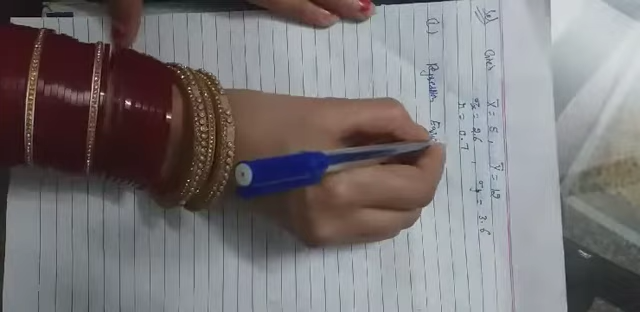 (b) Given X̄ = 5, Ȳ = 12
σx = 2.6, σy = 3.6
r = 0.7
(i) Regression